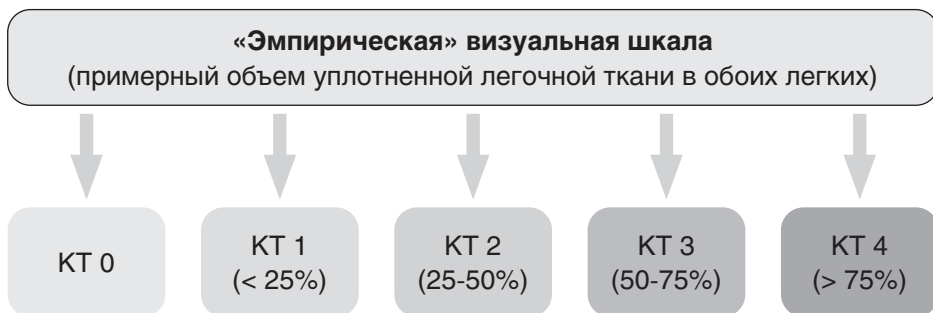 «Эмпирическая» визуальная шкала
(примерный объем уплотненной легочной ткани в обоих легких)
КТ 0
КТ 1
(< 25%)
КТ 2
(25-50%)
КТ 3
(50-75%)
КТ 4
(> 75%)